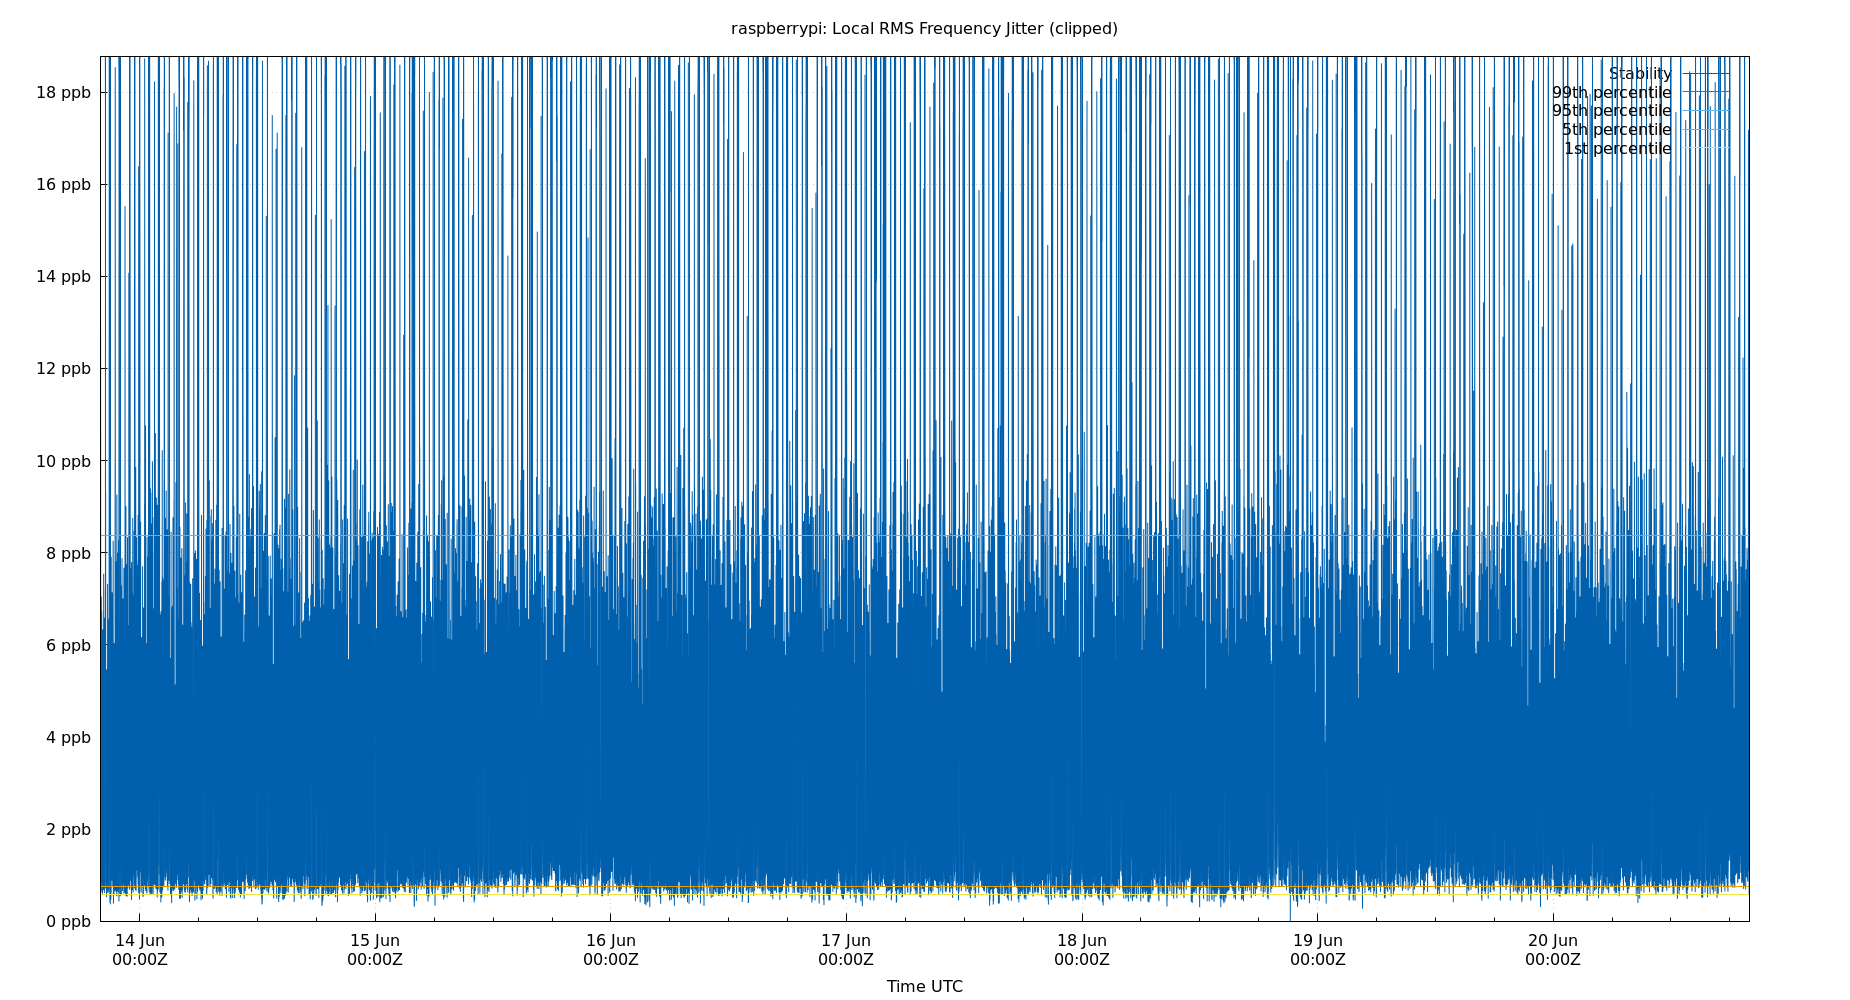 raspberrypi: Local RMS Frequency Jitter (clipped)
Stability
99th percentile
95th percentile
5th percentile
1st percentile
18 ppb
16 ppb
14 ppb
12 ppb
10 ppb
8 ppb
6 ppb
4 ppb
2 ppb
0 ppb
14 Jun 15 Jun 16 Jun 17 Jun 18 Jun 19 Jun 20 Jun
00:00Z 00:00Z 00:00Z 00:00Z 00:00Z 00:00Z 00:00Z
Time UTC